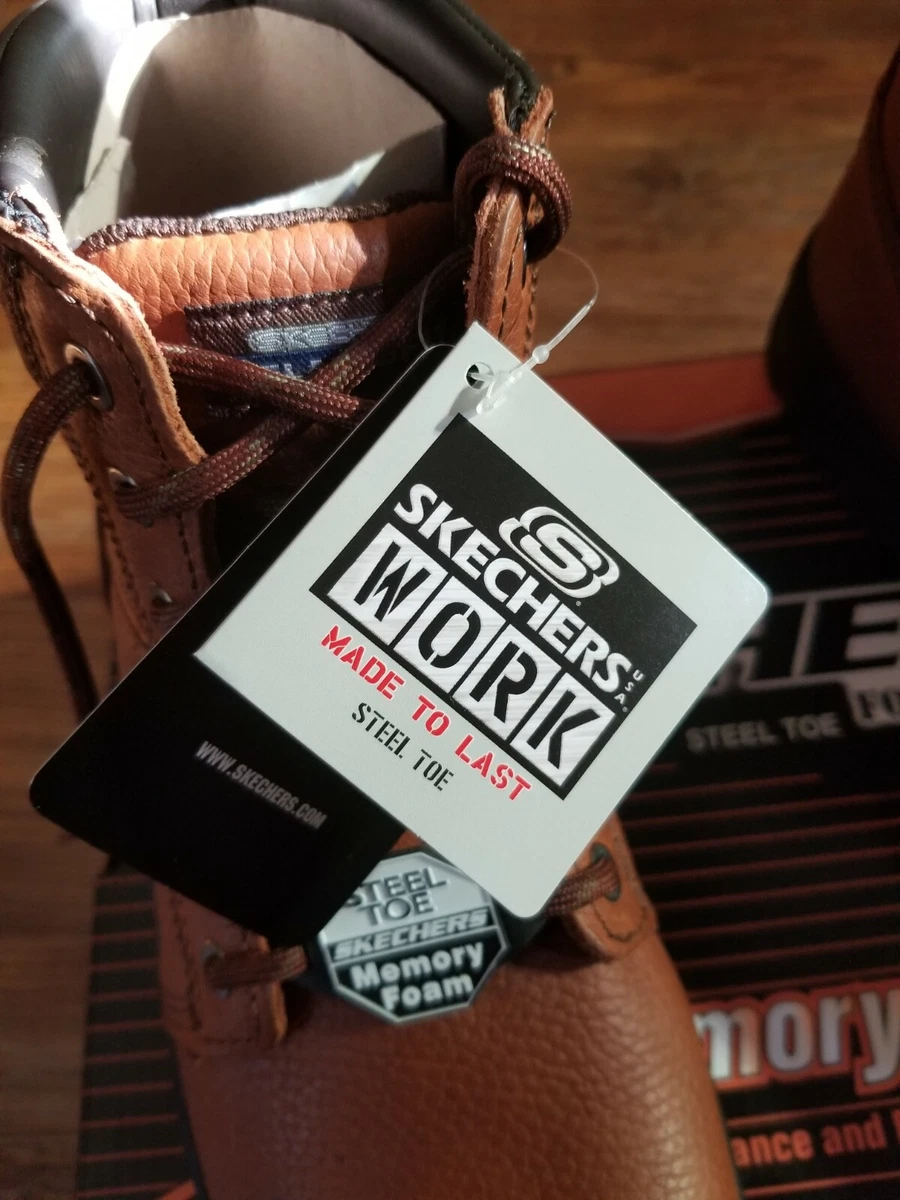 SKECHERS
USA
WORK
MADE TO LAST
STEEL TOE
WWW.SKECHERS.COM
STEEL
TOE
SKECHERS
Memory
Foam
HE
STEEL TOE
mory
ance and